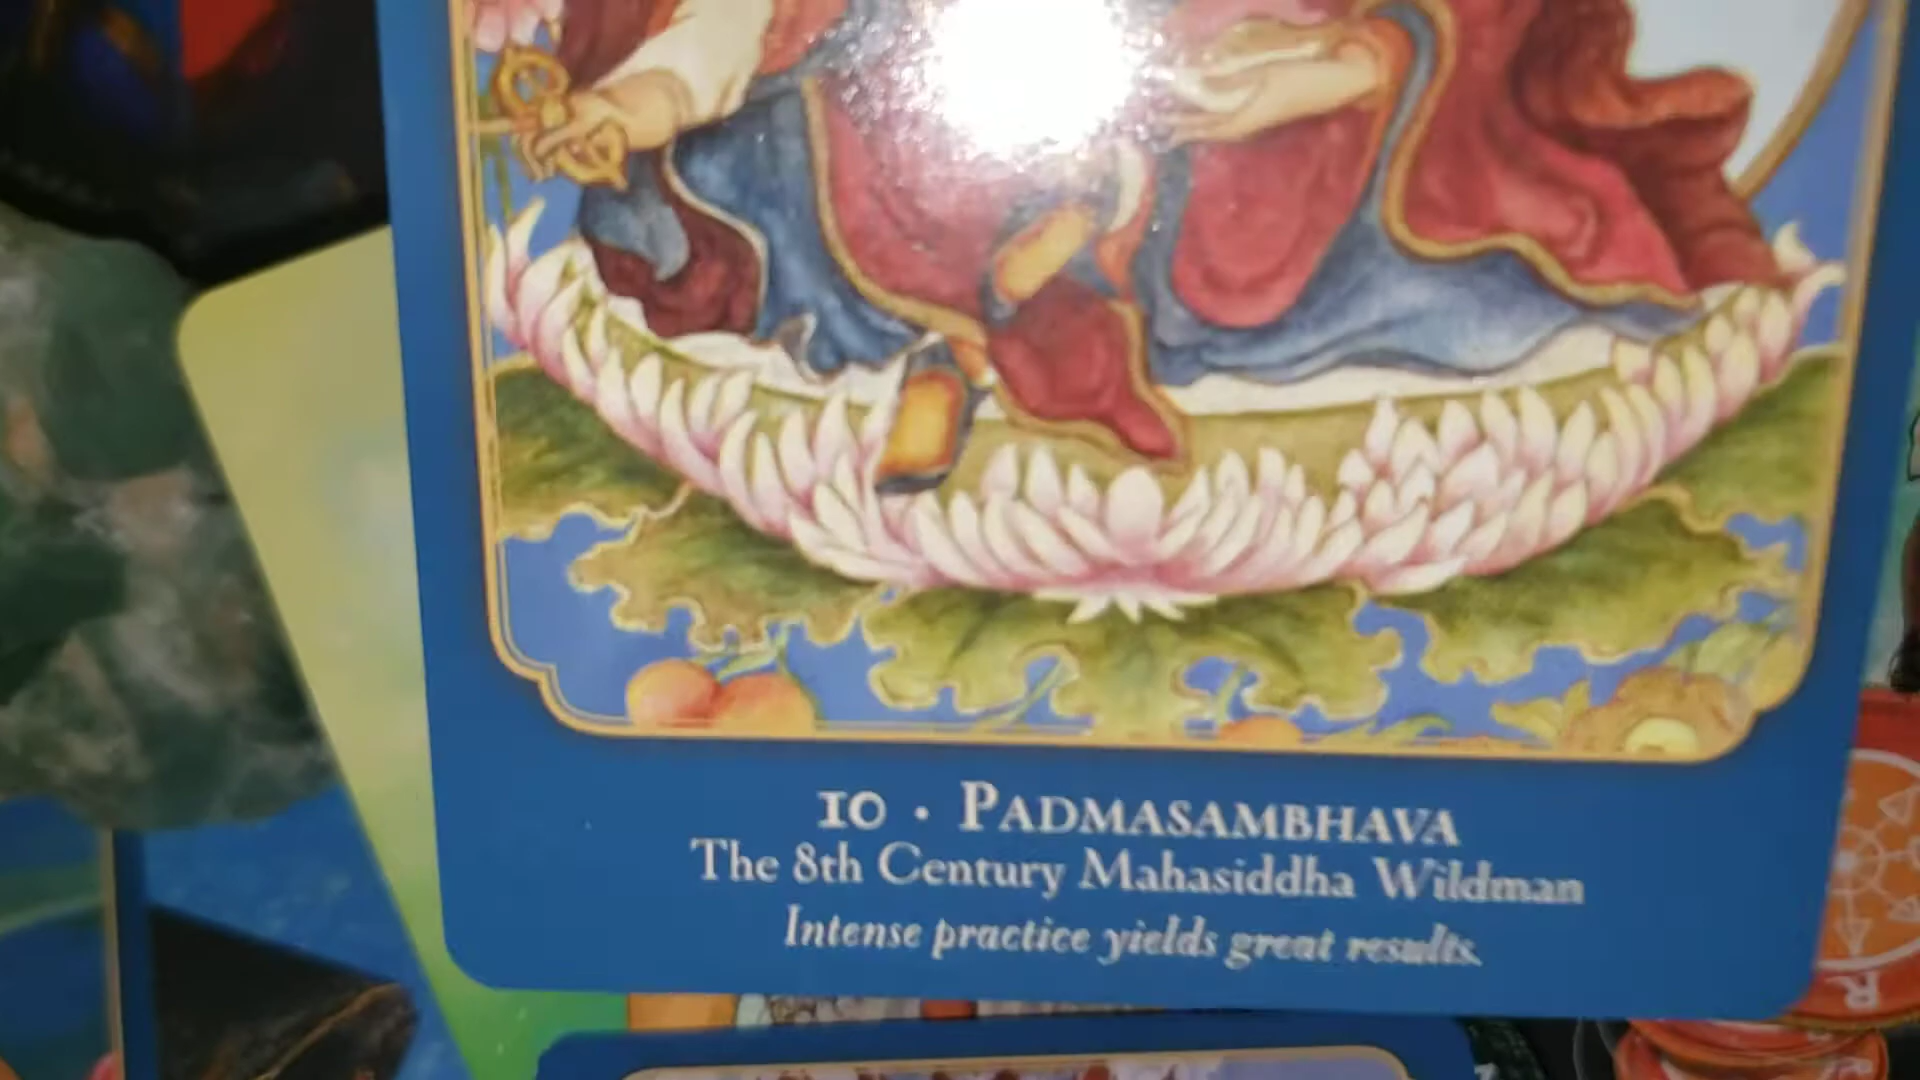 10 · PADMASAMBHAVA
The 8th Century Mahasiddha Wildman
Intense practice yields great results.
R